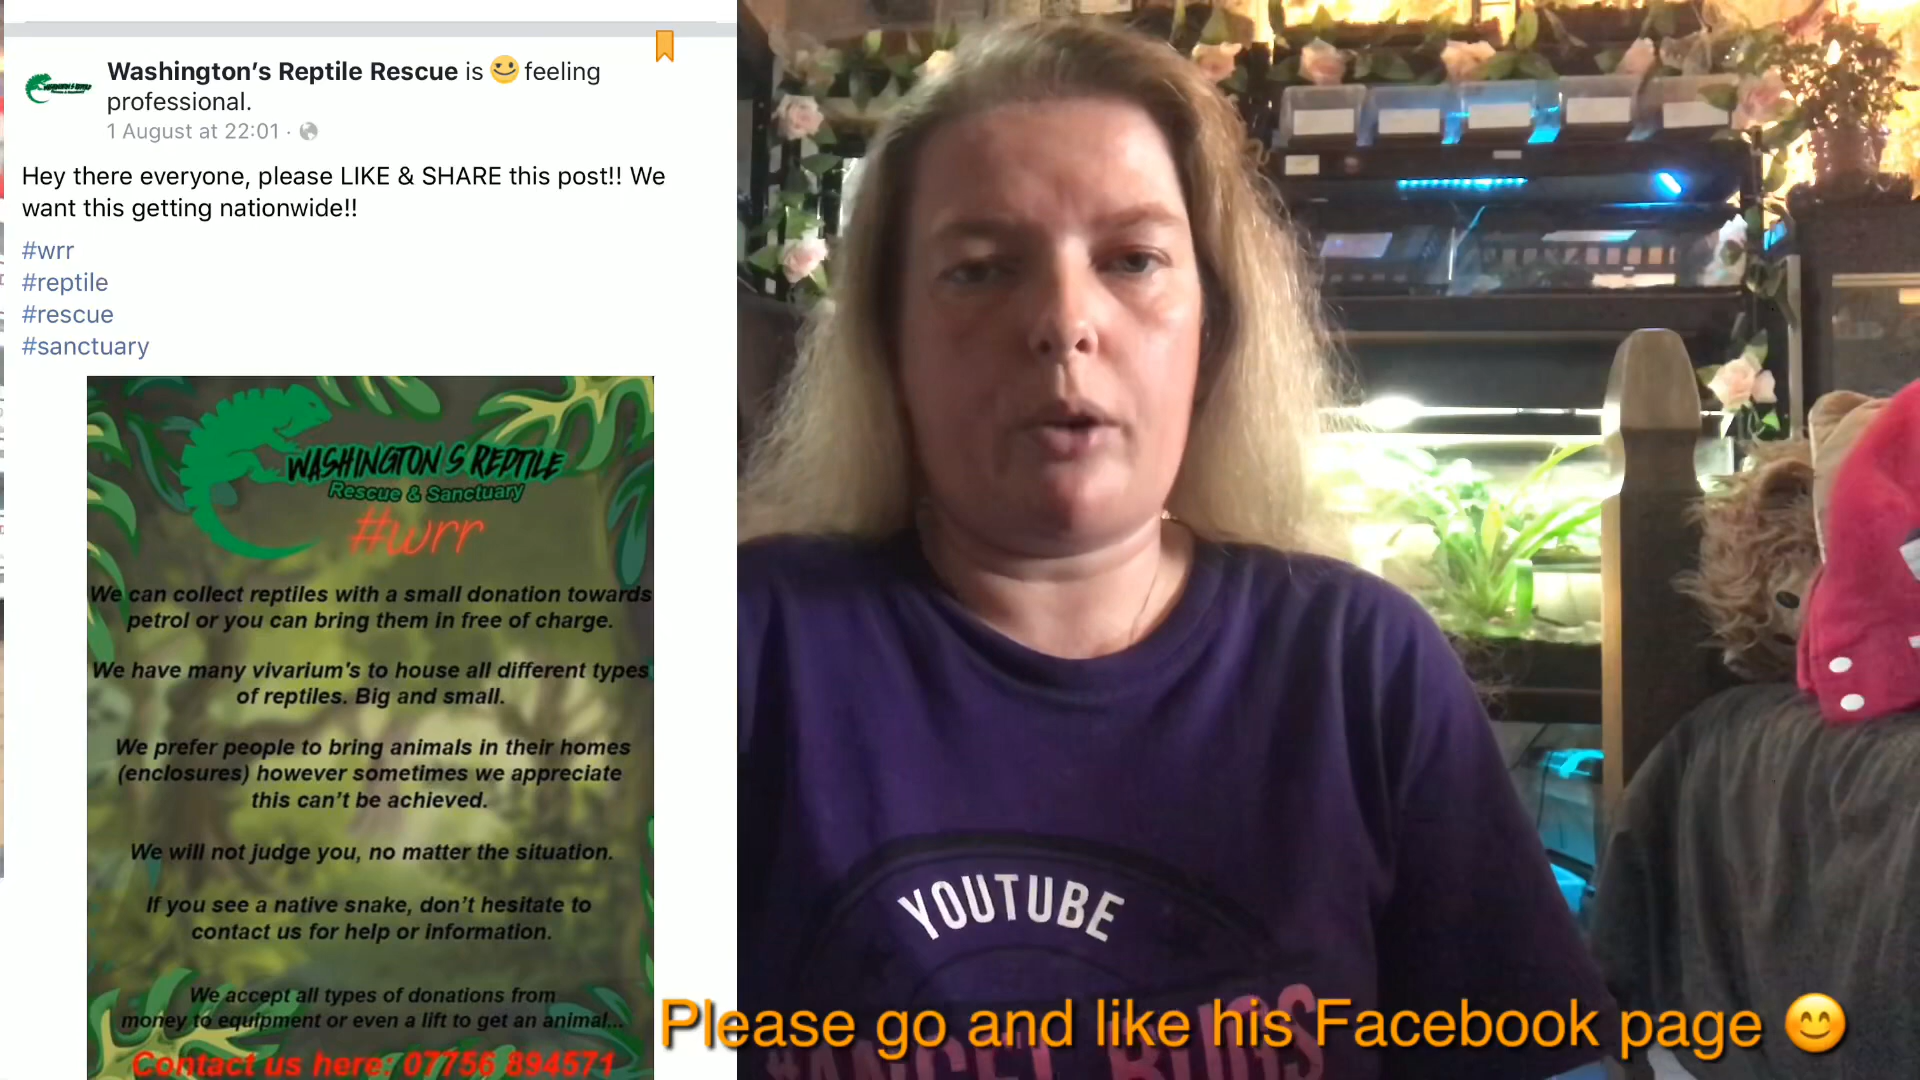 Washington's Reptile Rescue is feeling
professional.
1 August at 22:01 ·
Hey there everyone, please LIKE & SHARE this post!! We
want this getting nationwide!!
#wrr
#reptile
#rescue
#sanctuary
WASHINGTON'S REPTILE
Rescue & Sanctuary
#wrr
We can collect reptiles with a small donation towards
petrol or you can bring them in free of charge.
We have many vivarium's to house all different types
of reptiles. Big and small.
We prefer people to bring animals in their homes
(enclosures) however sometimes we appreciate
this can't be achieved.
We will not judge you, no matter the situation.
If you see a native snake, don't hesitate to
contact us for help or information.
We accept all types of donations from
money to equipment or even a lift to get an animal...
Contact us here: 07756 894571
YOUTUBE
Please go and like his Facebook page 😊